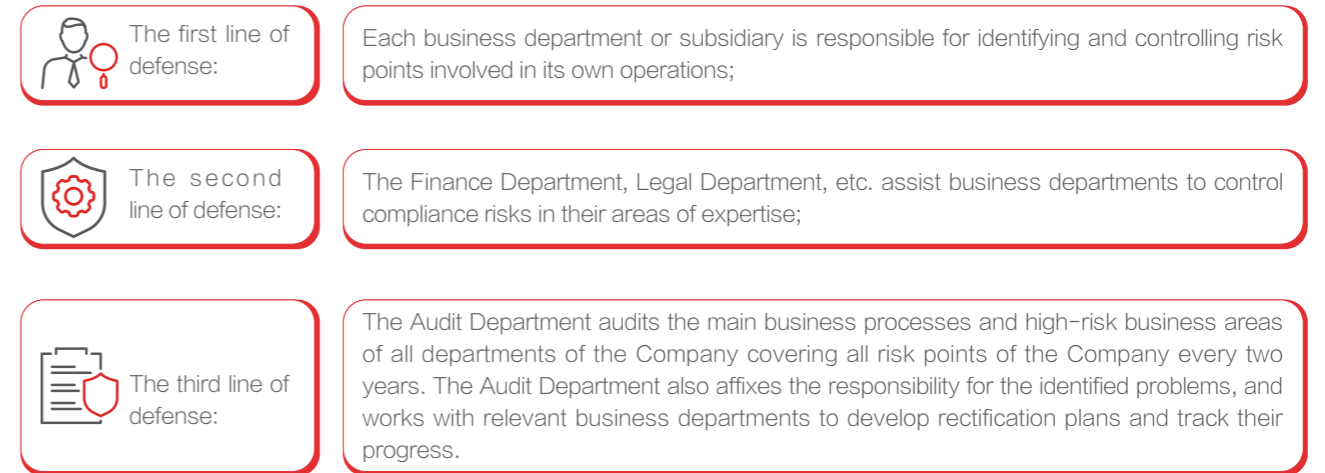 The first line of
defense:
Each business department or subsidiary is responsible for identifying and controlling risk
points involved in its own operations;
The second
line of defense:
The Finance Department, Legal Department, etc. assist business departments to control
compliance risks in their areas of expertise;
The third line of
defense:
The Audit Department audits the main business processes and high-risk business areas
of all departments of the Company covering all risk points of the Company every two
years. The Audit Department also affixes the responsibility for the identified problems, and
works with relevant business departments to develop rectification plans and track their
progress.